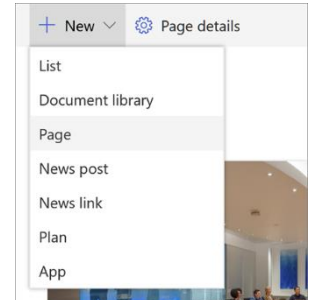 New
Page details
List
Document library
Page
News post
News link
Plan
App